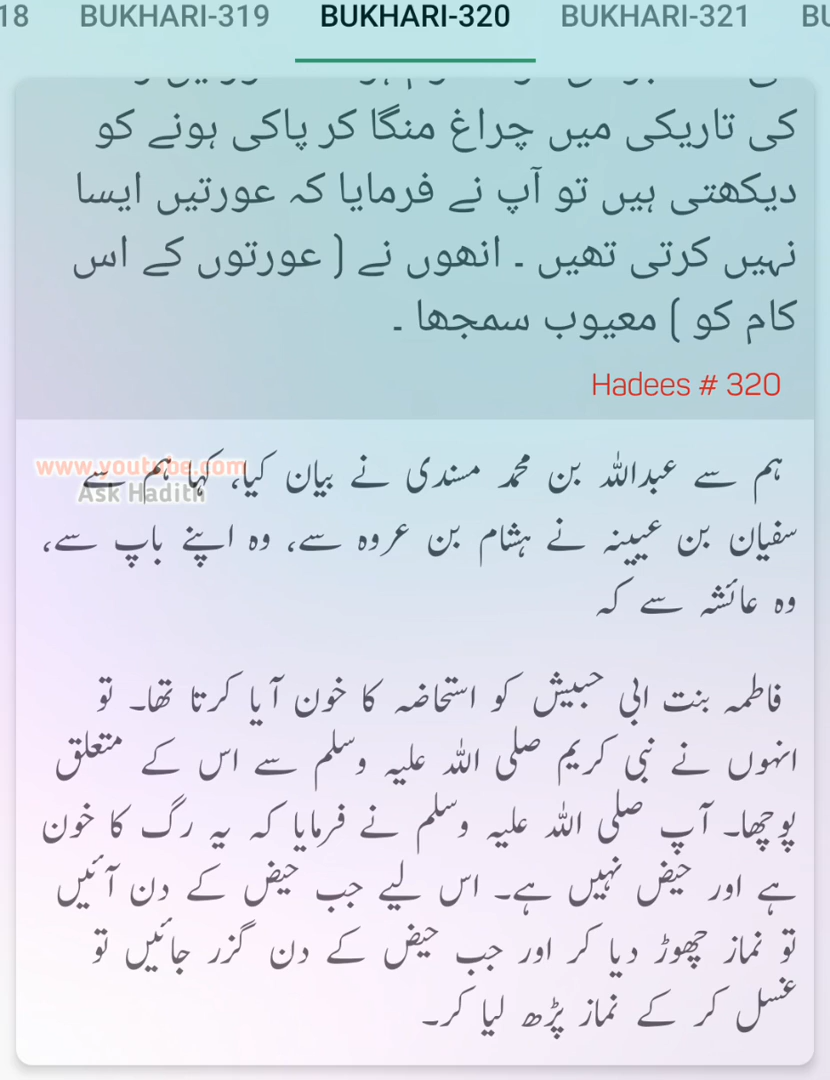 18 BUKHARI-319 BUKHARI-320 BUKHARI-321 BU
کی تاریکی میں چراغ منگا کر پاکی ہونے کو
دیکھتی ہیں تو آپ نے فرمایا کہ عورتیں ایسا
نہیں کرتی تھیں ۔ انھوں نے ( عورتوں کے اس
کام کو ) معیوب سمجھا ۔
Hadees # 320
www.youtube.com
Ask Hadith
ہم سے عبداللہ بن محمد مسندی نے بیان کیا، کہا ہم سے
سفیان بن عیینہ نے ہشام بن عروہ سے، وہ اپنے باپ سے،
وہ عائشہ سے کہ
فاطمہ بنت ابی حبیش کو استحاضہ کا خون آیا کرتا تھا۔ تو
انہوں نے نبی کریم صلی اللہ علیہ وسلم سے اس کے متعلق
پوچھا۔ آپ صلی اللہ علیہ وسلم نے فرمایا کہ یہ رگ کا خون
ہے اور حیض نہیں ہے۔ اس لیے جب حیض کے دن آئیں
تو نماز چھوڑ دیا کر اور جب حیض کے دن گزر جائیں تو
غسل کر کے نماز پڑھ لیا کر۔